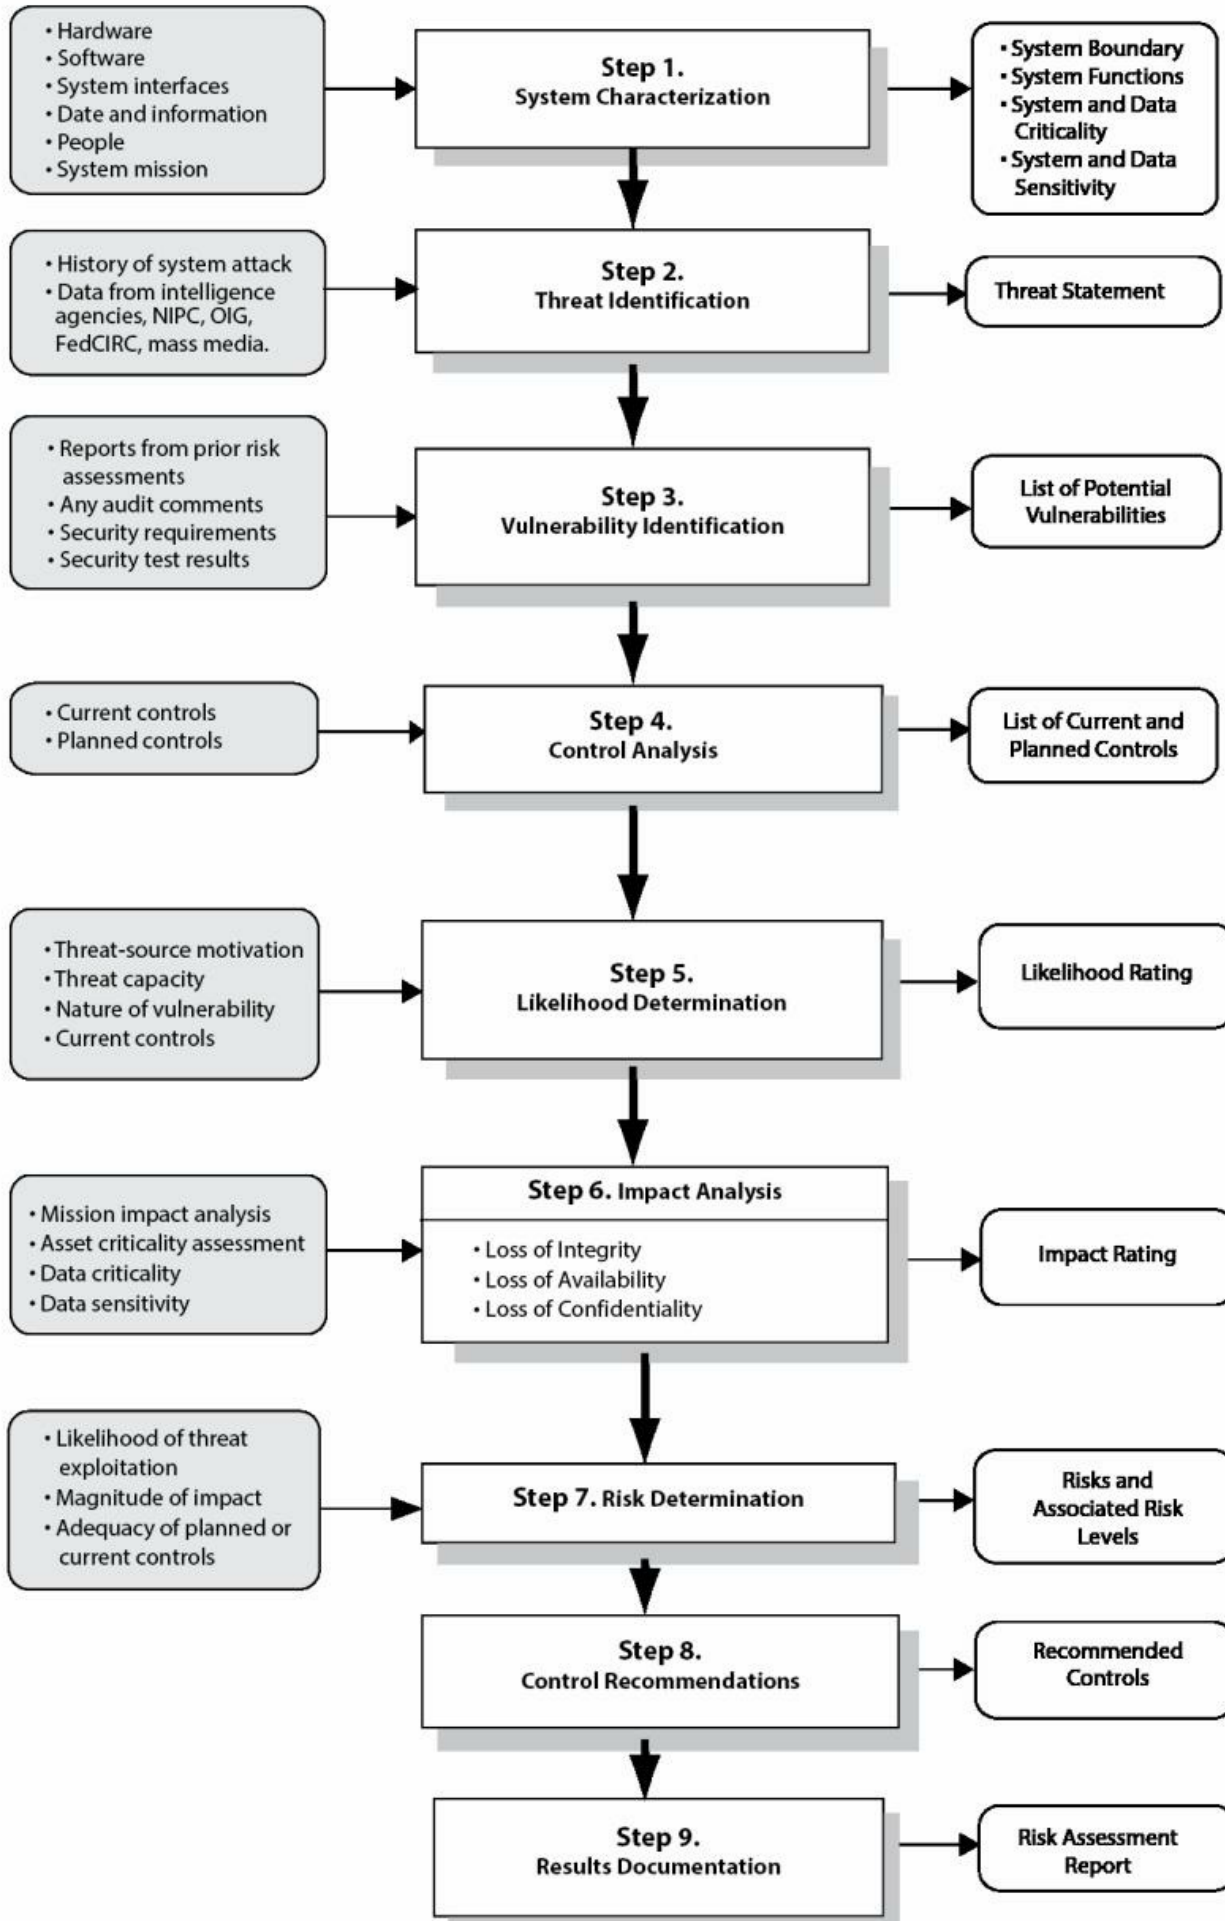 • Hardware
• Software
• System interfaces
• Date and information
• People
• System mission
Step 1.
System Characterization
• System Boundary
• System Functions
• System and Data
Criticality
• System and Data
Sensitivity
• History of system attack
• Data from intelligence
agencies, NIPC, OIG,
FedCIRC, mass media.
Step 2.
Threat Identification
Threat Statement
• Reports from prior risk
assessments
• Any audit comments
• Security requirements
• Security test results
Step 3.
Vulnerability Identification
List of Potential
Vulnerabilities
• Current controls
• Planned controls
Step 4.
Control Analysis
List of Current and
Planned Controls
• Threat-source motivation
• Threat capacity
• Nature of vulnerability
• Current controls
Step 5.
Likelihood Determination
Likelihood Rating
• Mission impact analysis
• Asset criticality assessment
• Data criticality
• Data sensitivity
Step 6. Impact Analysis
• Loss of Integrity
• Loss of Availability
• Loss of Confidentiality
Impact Rating
• Likelihood of threat
exploitation
• Magnitude of impact
• Adequacy of planned or
current controls
Step 7. Risk Determination
Risks and
Associated Risk
Levels
Step 8.
Control Recommendations
Recommended
Controls
Step 9.
Results Documentation
Risk Assessment
Report